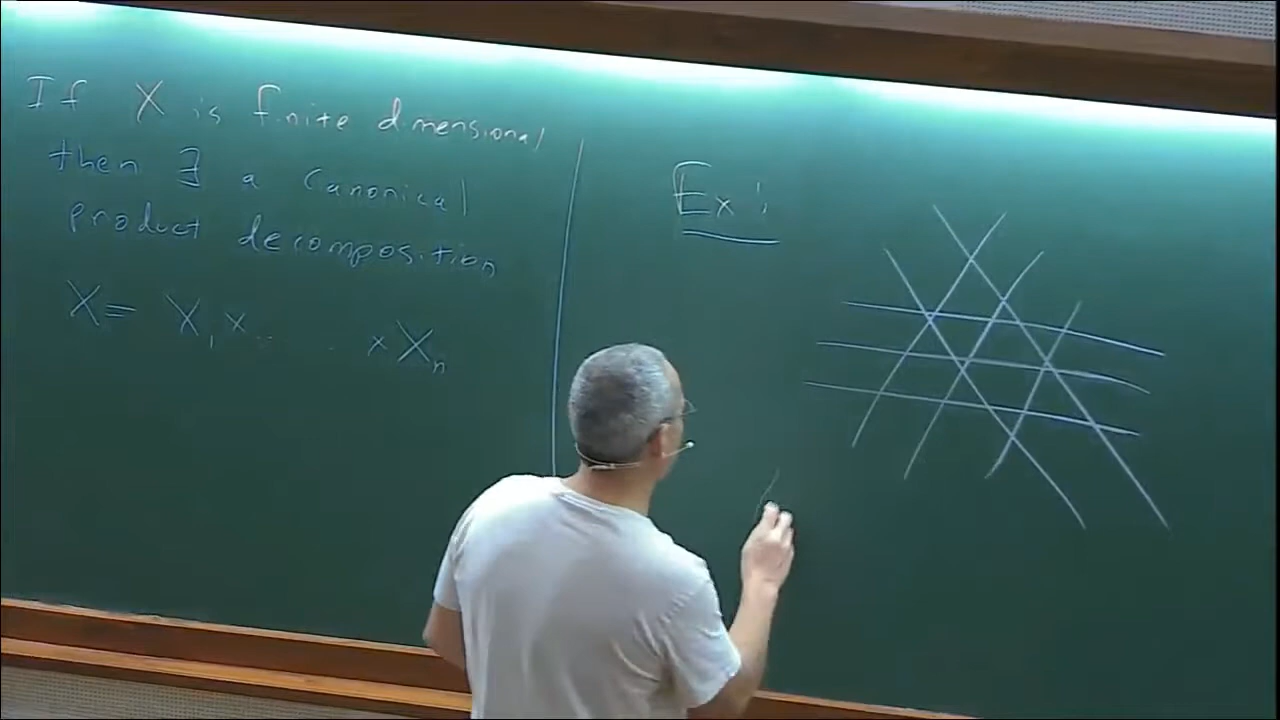 If X is finite dimensional
then ∃ a canonical
product decomposition
X = X₁ × ... . × Xₙ
Ex: